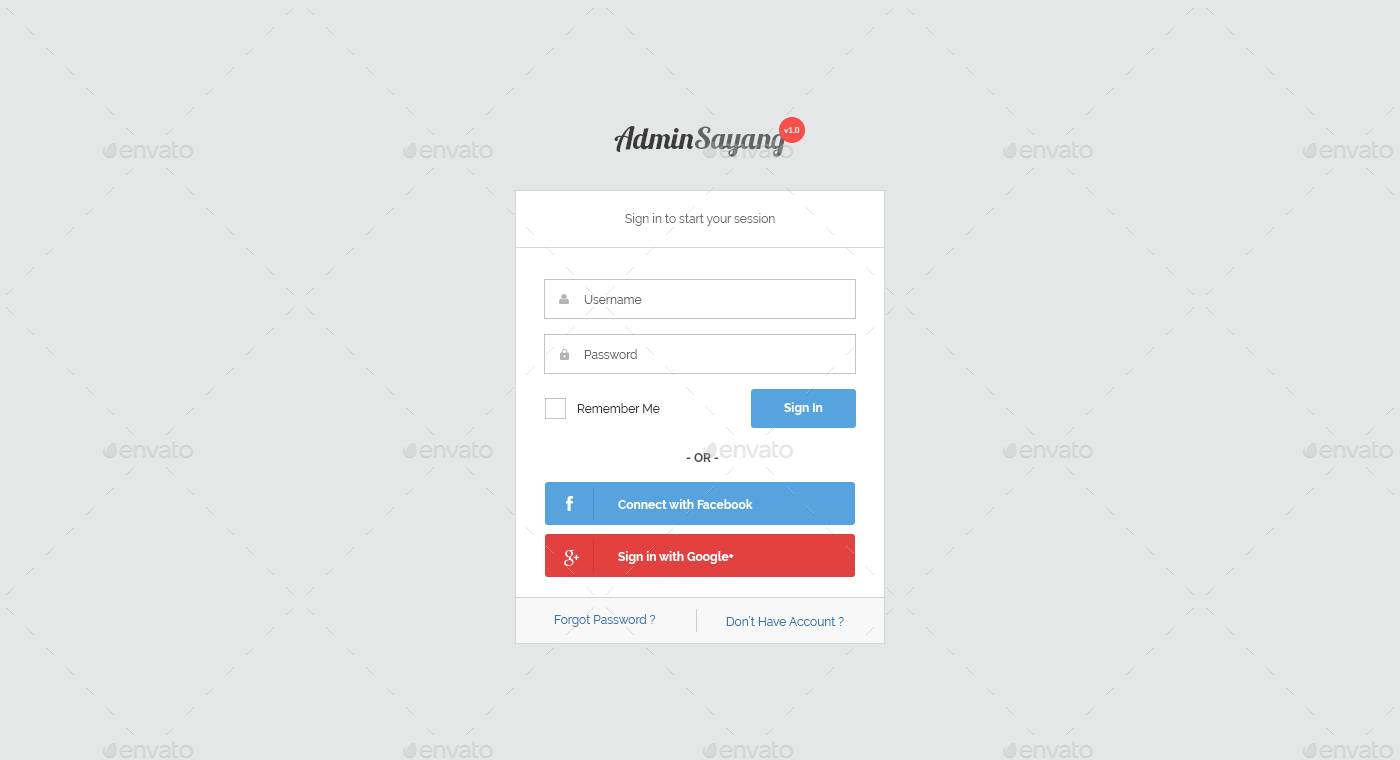 envato envato envato envato envato
AdminSayang v1.0
Sign in to start your session
Username
Password
Remember Me
Sign In
envato envato envato envato envato
- OR -
f Connect with Facebook
g+ Sign in with Google+
Forgot Password ?
Don't Have Account ?
envato envato envato envato envato